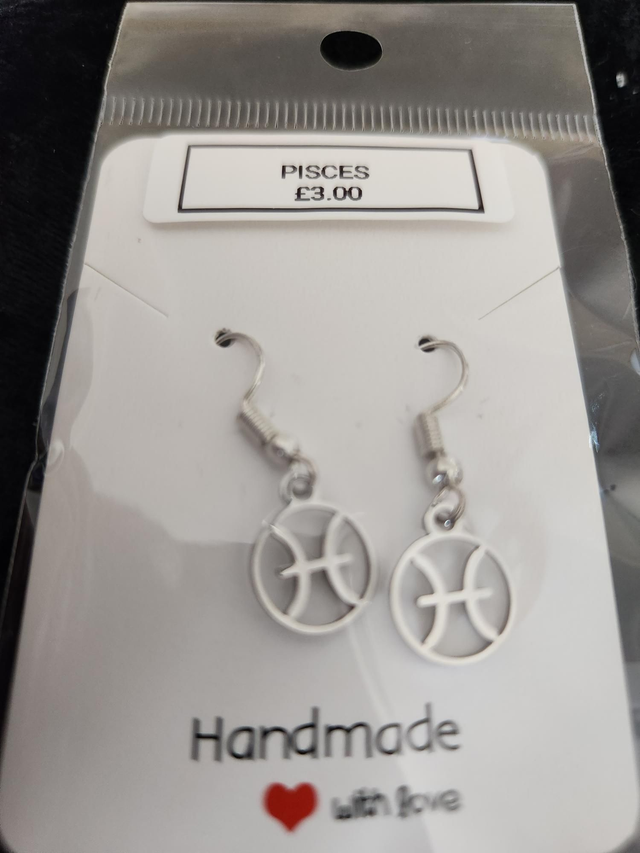 PISCES
£3.00
Handmade
with love